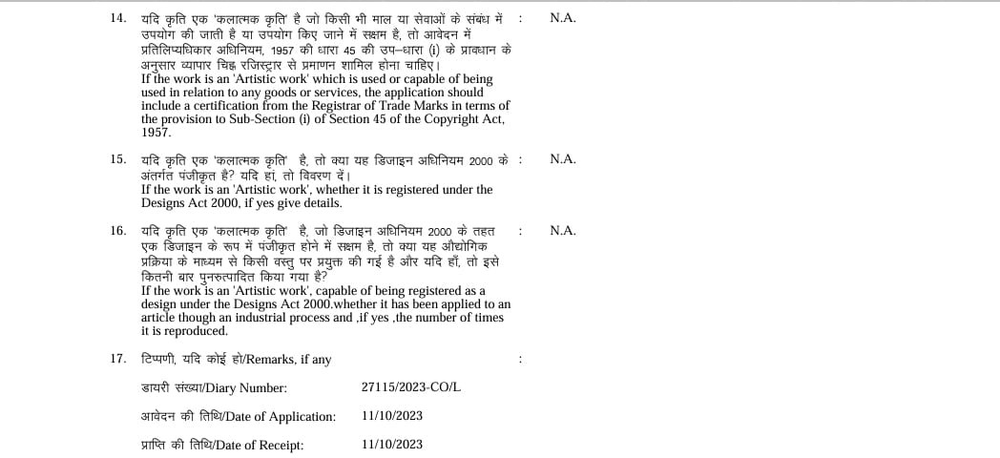 14. यदि कृति एक 'कलात्मक कृति' है जो किसी भी माल या सेवाओं के संबंध में : N.A.
उपयोग की जाती है या उपयोग किए जाने में सक्षम है, तो आवेदन में
प्रतिलिप्यधिकार अधिनियम, 1957 की धारा 45 की उप–धारा (i) के प्रावधान के
अनुसार व्यापार चिह्न रजिस्ट्रार से प्रमाणन शामिल होना चाहिए।
If the work is an 'Artistic work' which is used or capable of being
used in relation to any goods or services, the application should
include a certification from the Registrar of Trade Marks in terms of
the provision to Sub-Section (i) of Section 45 of the Copyright Act,
1957.
15. यदि कृति एक 'कलात्मक कृति' है, तो क्या यह डिजाइन अधिनियम 2000 के : N.A.
अंतर्गत पंजीकृत है? यदि हां, तो विवरण दें।
If the work is an 'Artistic work', whether it is registered under the
Designs Act 2000, if yes give details.
16. यदि कृति एक 'कलात्मक कृति' है, जो डिजाइन अधिनियम 2000 के तहत : N.A.
एक डिजाइन के रूप में पंजीकृत होने में सक्षम है, तो क्या यह औद्योगिक
प्रक्रिया के माध्यम से किसी वस्तु पर प्रयुक्त की गई है और यदि हाँ, तो इसे
कितनी बार पुनरुत्पादित किया गया है?
If the work is an 'Artistic work', capable of being registered as a
design under the Designs Act 2000.whether it has been applied to an
article though an industrial process and ,if yes ,the number of times
it is reproduced.
17. टिप्पणी, यदि कोई हो/Remarks, if any :
डायरी संख्या/Diary Number: 27115/2023-CO/L
आवेदन की तिथि/Date of Application: 11/10/2023
प्राप्ति की तिथि/Date of Receipt: 11/10/2023